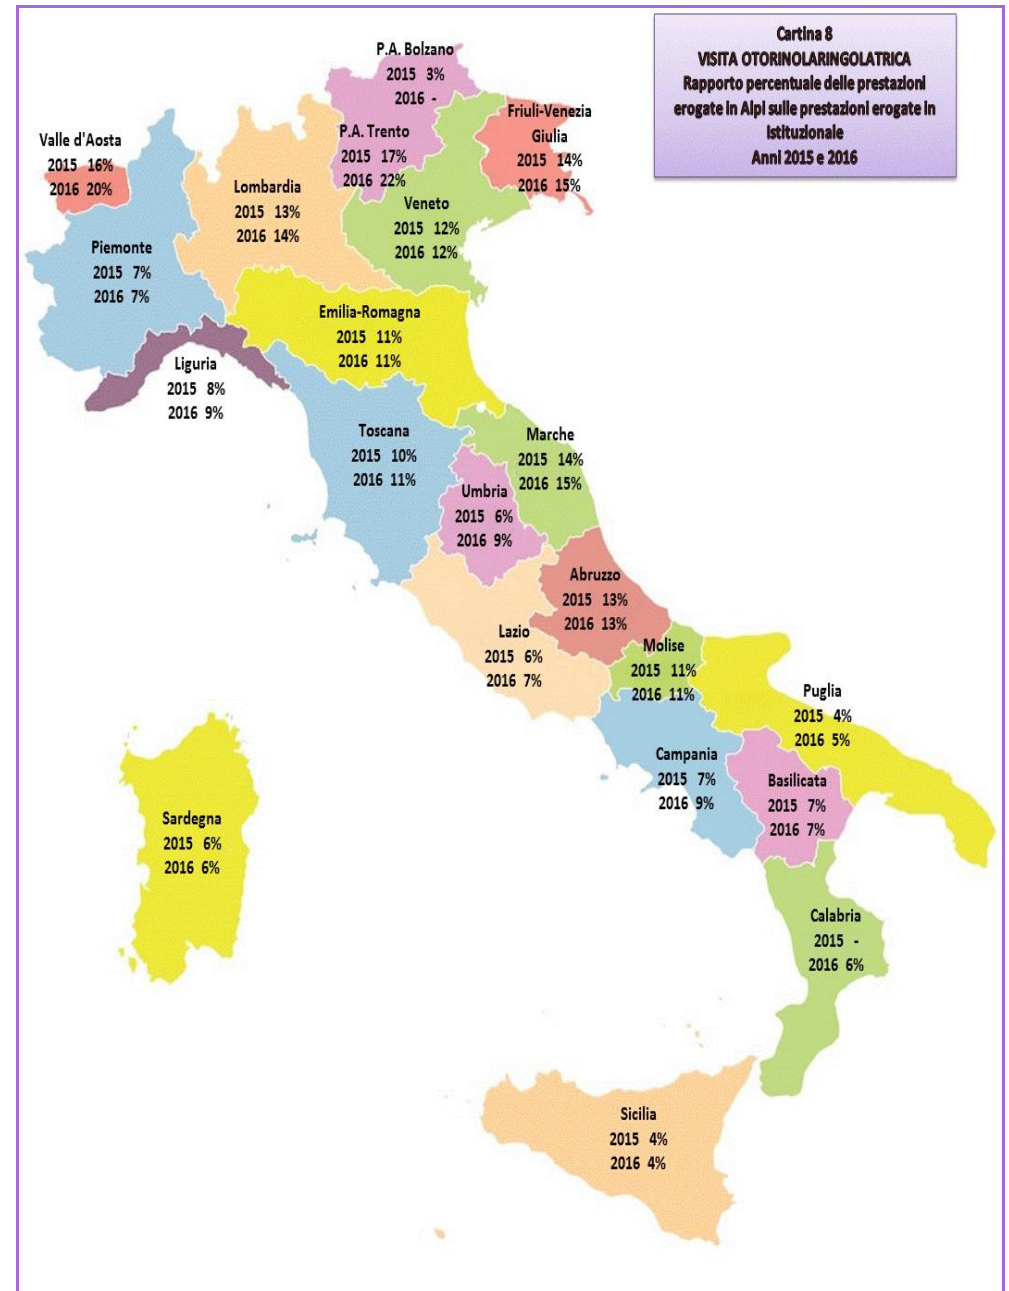 Cartina 8
VISITA OTORINOLARINGOLATRICA
Rapporto percentuale delle prestazioni
erogate in Alpi sulle prestazioni erogate in
Istituzionale
Anni 2015 e 2016
P.A. Bolzano
2015 3%
2016 -
Friuli-Venezia
Giulia
2015 14%
2016 15%
Valle d'Aosta
2015 16%
2016 20%
P.A. Trento
2015 17%
2016 22%
Lombardia
2015 13%
2016 14%
Veneto
2015 12%
2016 12%
Piemonte
2015 7%
2016 7%
Emilia-Romagna
2015 11%
2016 11%
Liguria
2015 8%
2016 9%
Toscana
2015 10%
2016 11%
Marche
2015 14%
2016 15%
Umbria
2015 6%
2016 9%
Abruzzo
2015 13%
2016 13%
Lazio
2015 6%
2016 7%
Molise
2015 11%
2016 11%
Puglia
2015 4%
2016 5%
Campania
2015 7%
2016 9%
Basilicata
2015 7%
2016 7%
Sardegna
2015 6%
2016 6%
Calabria
2015 -
2016 6%
Sicilia
2015 4%
2016 4%